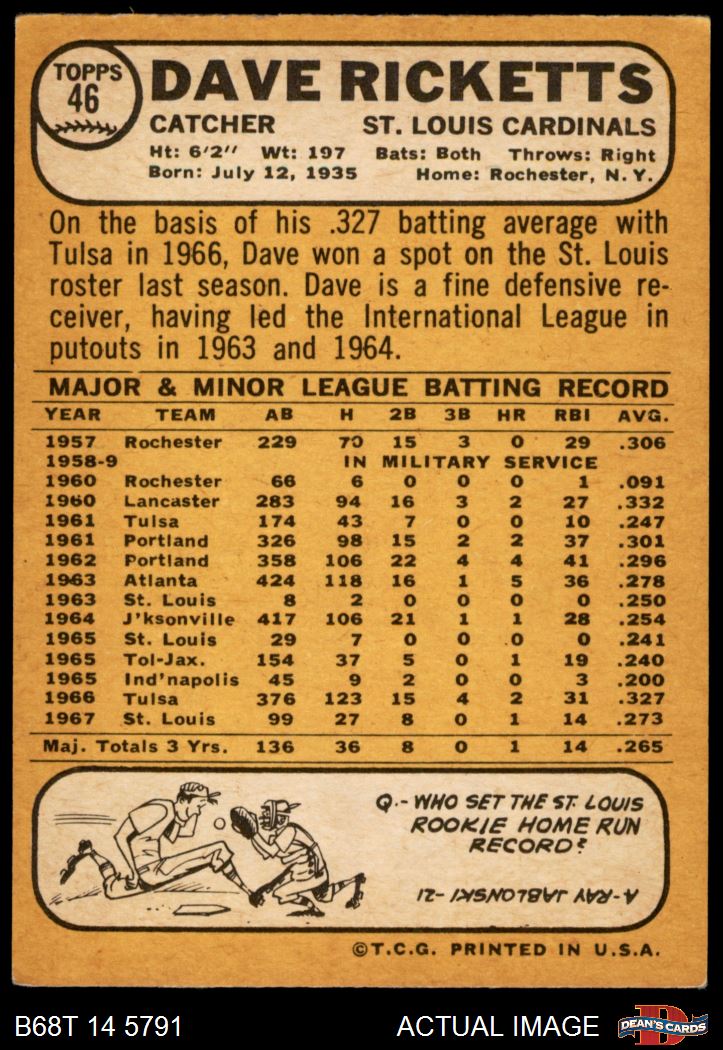 TOPPS
46
DAVE RICKETTS
CATCHER ST. LOUIS CARDINALS
Ht: 6'2" Wt: 197 Bats: Both Throws: Right
Born: July 12, 1935 Home: Rochester, N.Y.
On the basis of his .327 batting average with
Tulsa in 1966, Dave won a spot on the St. Louis
roster last season. Dave is a fine defensive re-
ceiver, having led the International League in
putouts in 1963 and 1964.
MAJOR & MINOR LEAGUE BATTING RECORD
YEAR TEAM AB H 2B 3B HR RBI AVG.
1957 Rochester 229 70 15 3 0 29 .306
1958-9 IN MILITARY SERVICE
1960 Rochester 66 6 0 0 0 1 .091
1960 Lancaster 283 94 16 3 2 27 .332
1961 Tulsa 174 43 7 0 0 10 .247
1961 Portland 326 98 15 2 2 37 .301
1962 Portland 358 106 22 4 4 41 .296
1963 Atlanta 424 118 16 1 5 36 .278
1963 St. Louis 8 2 0 0 0 0 .250
1964 J'ksonville 417 106 21 1 1 28 .254
1965 St. Louis 29 7 0 0 0 0 .241
1965 Tol-Jax. 154 37 5 0 1 19 .240
1965 Ind'napolis 45 9 2 0 0 3 .200
1966 Tulsa 376 123 15 4 2 31 .327
1967 St. Louis 99 27 8 0 1 14 .273
Maj. Totals 3 Yrs. 136 36 8 0 1 14 .265
Q.- WHO SET THE ST. LOUIS
ROOKIE HOME RUN
RECORD?
A-RAY JABLONSKI-21
©T.C.G. PRINTED IN U.S.A.
B68T 14 5791 ACTUAL IMAGE DEAN'S CARDS